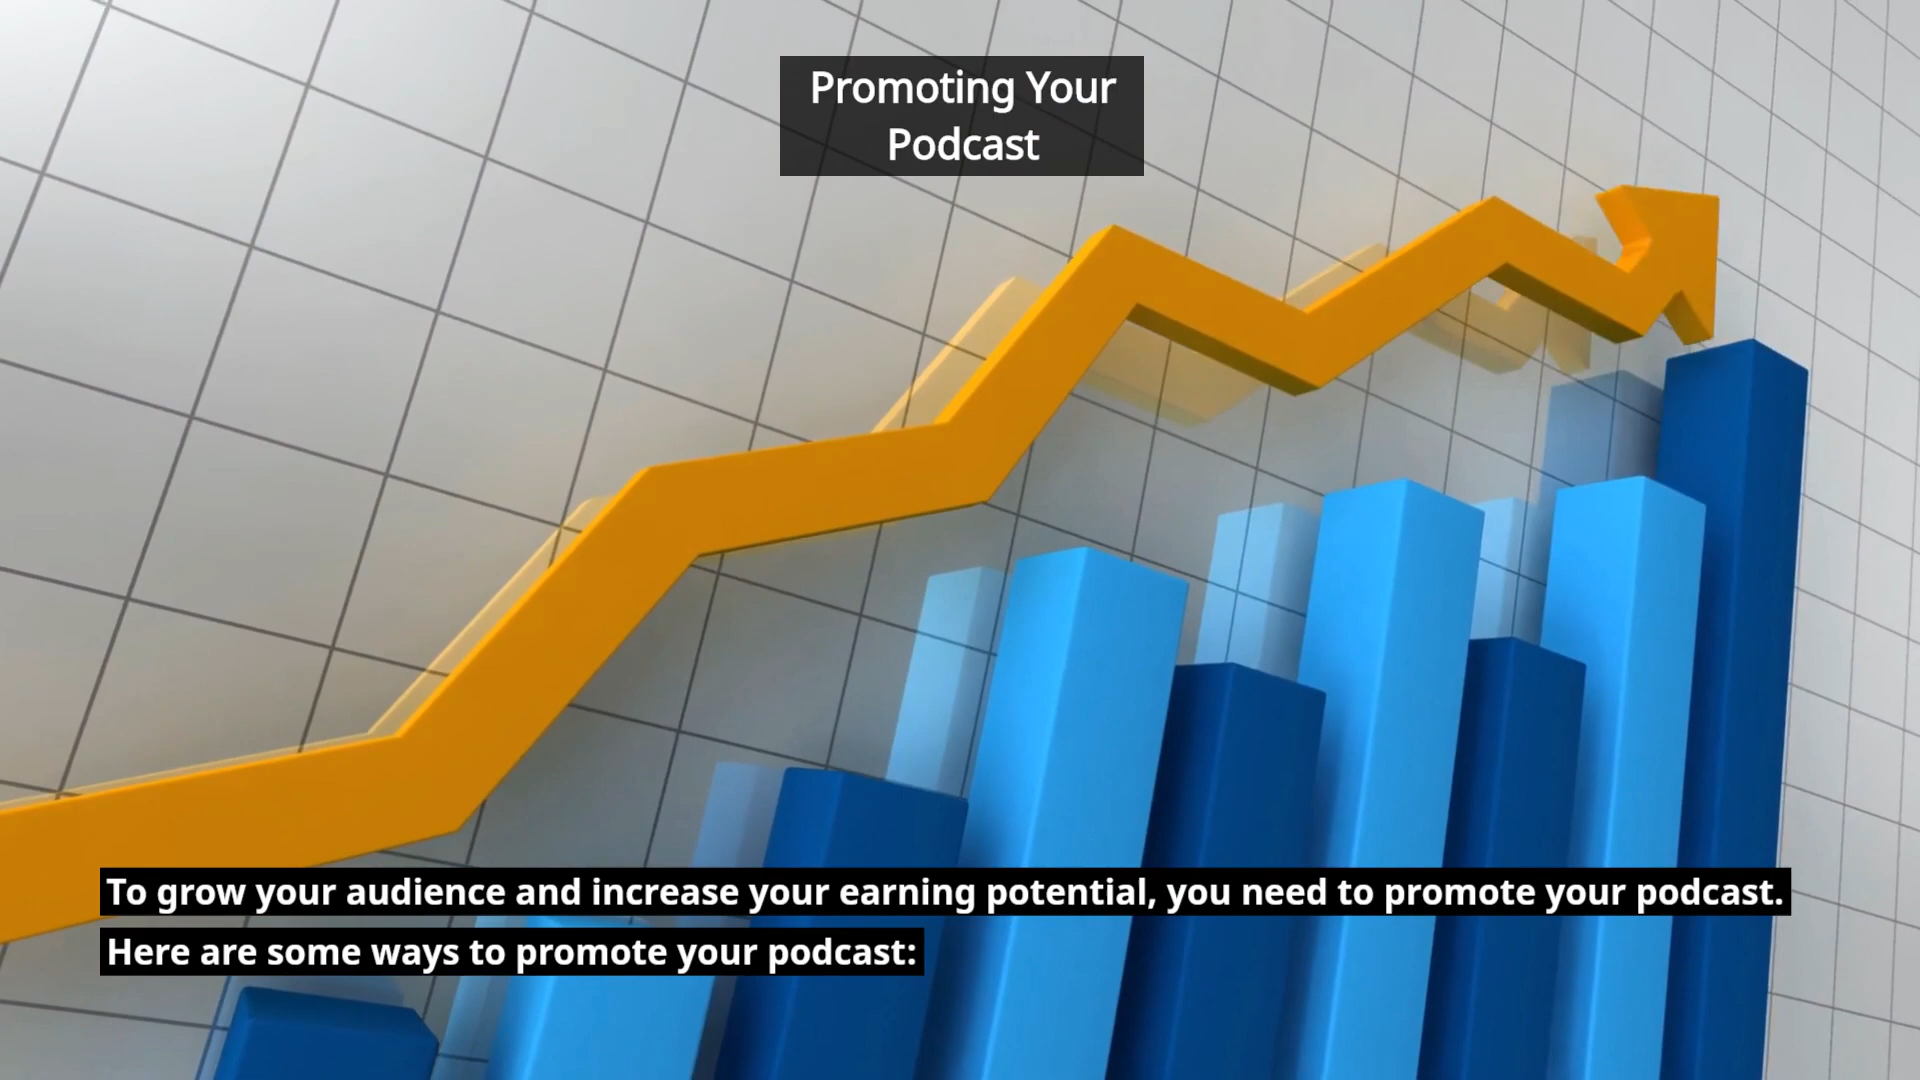 Promoting Your
Podcast
To grow your audience and increase your earning potential, you need to promote your podcast.
Here are some ways to promote your podcast: